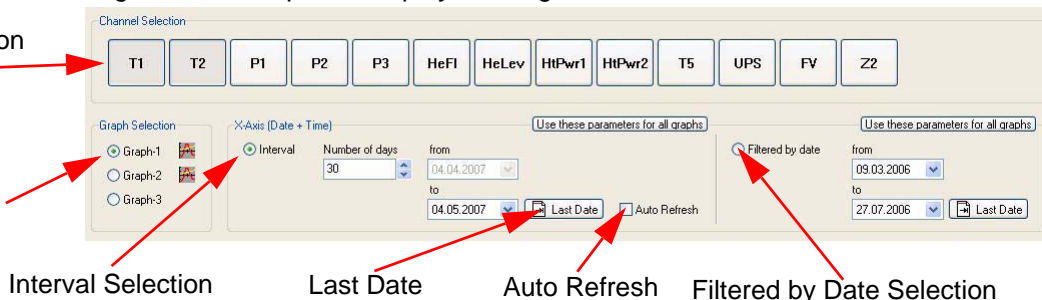 Channel Selection
on
T1 T2 P1 P2 P3 HeFl HeLev HtPwr1 HtPwr2 T5 UPS FV Z2
Graph Selection
Graph-1
Graph-2
Graph-3
X-Axis (Date + Time)
Use these parameters for all graphs
Interval
Number of days
30
from
04.04.2007
to
04.05.2007
Last Date
Auto Refresh
Use these parameters for all graphs
Filtered by date
from
09.03.2006
to
27.07.2006
Last Date
Interval Selection
Last Date
Auto Refresh
Filtered by Date Selection